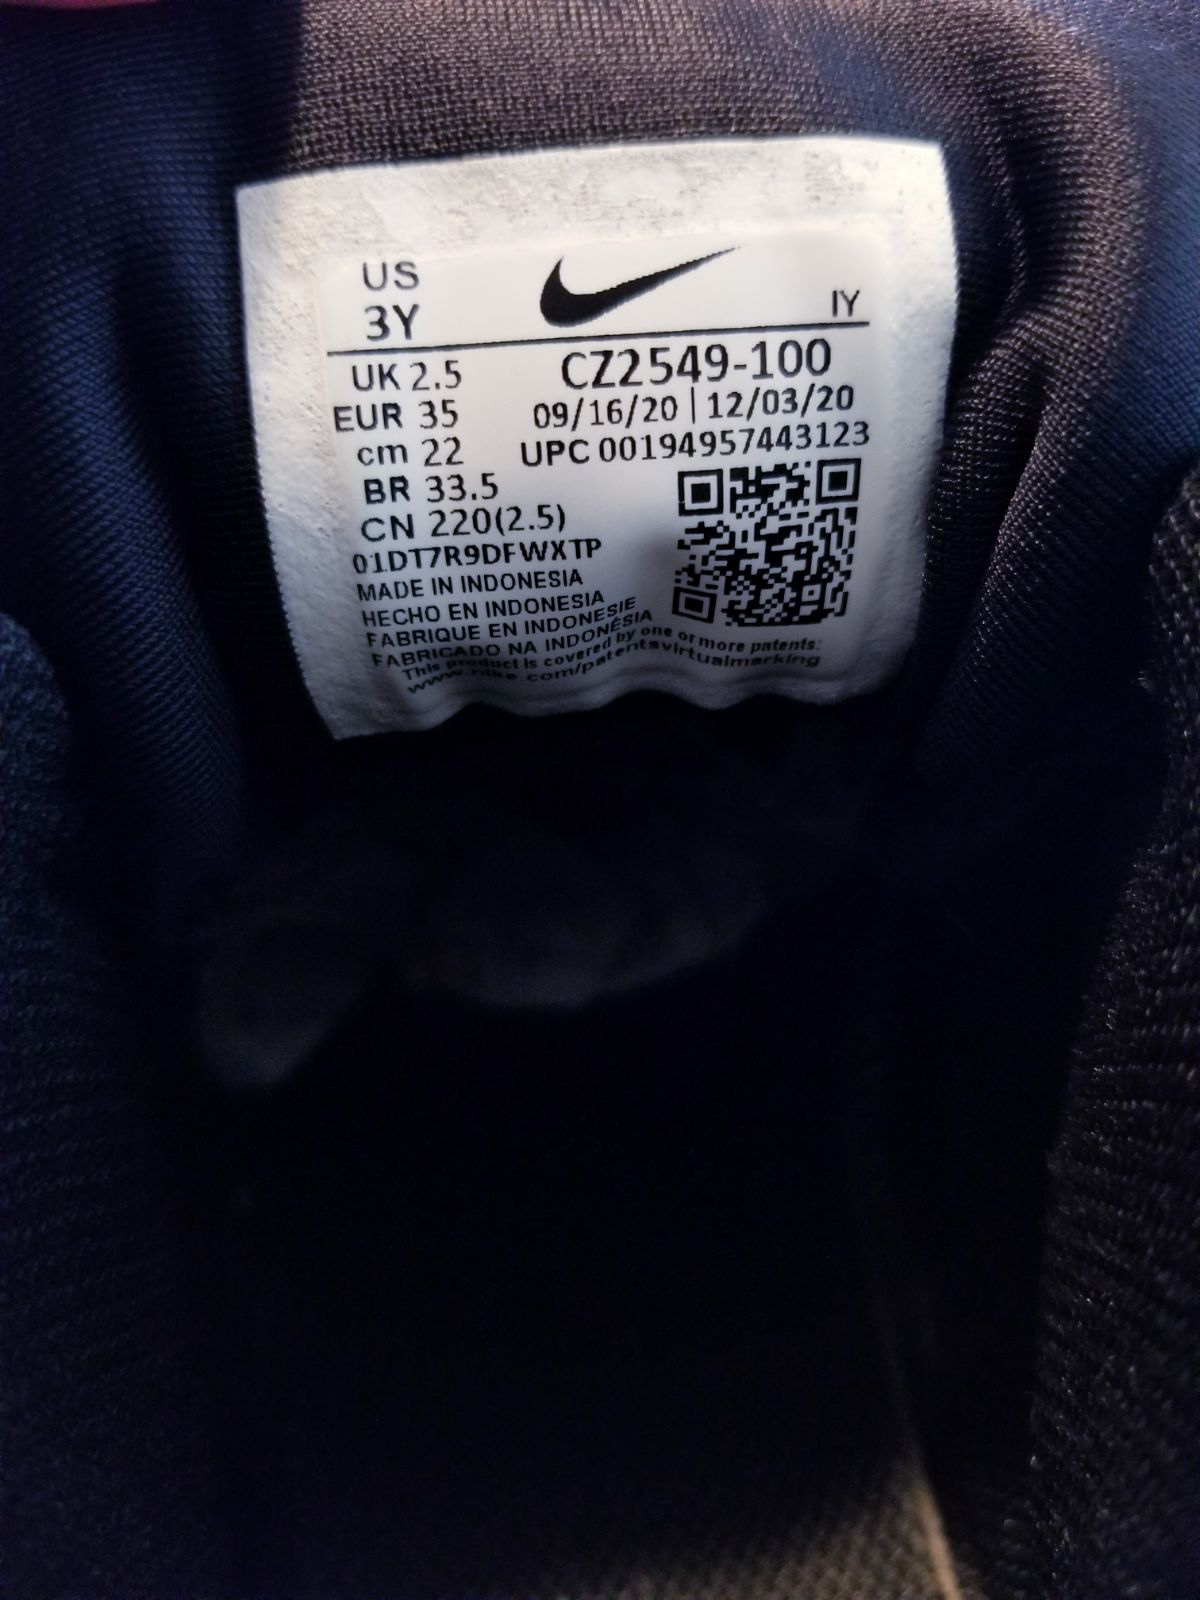 US
3Y
IY
UK 2.5
EUR 35
cm 22
BR 33.5
CN 220(2.5)
CZ2549-100
09/16/20 | 12/03/20
UPC 00194957443123
01DT7R9DFWXTP
MADE IN INDONESIA
HECHO EN INDONESIA
FABRIQUE EN INDONESIE
FABRICADO NA INDONÉSIA
This product is covered by one or more patents:
www.nike.com/patentsvirtualmarking